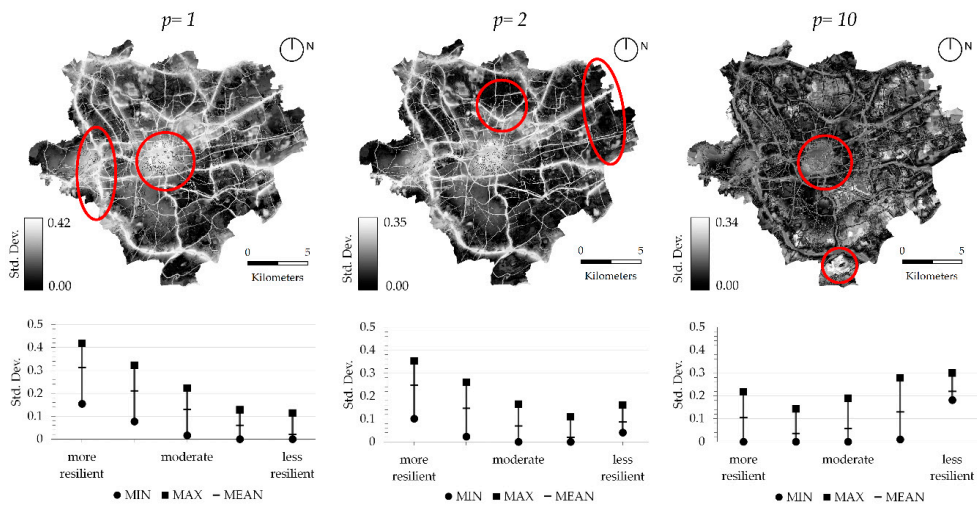 p= 1
N
0.42
Std. Dev.
0.00
0 5
Kilometers
p= 2
N
0.35
Std. Dev.
0.00
0 5
Kilometers
p= 10
N
0.34
Std. Dev.
0.00
0 5
Kilometers
0.5
0.4
0.3
0.2
0.1
0
Std. Dev.
more
resilient
moderate
less
resilient
MIN MAX MEAN
0.5
0.4
0.3
0.2
0.1
0
Std. Dev.
more
resilient
moderate
less
resilient
MIN MAX MEAN
0.5
0.4
0.3
0.2
0.1
0
Std. Dev.
more
resilient
moderate
less
resilient
MIN MAX MEAN